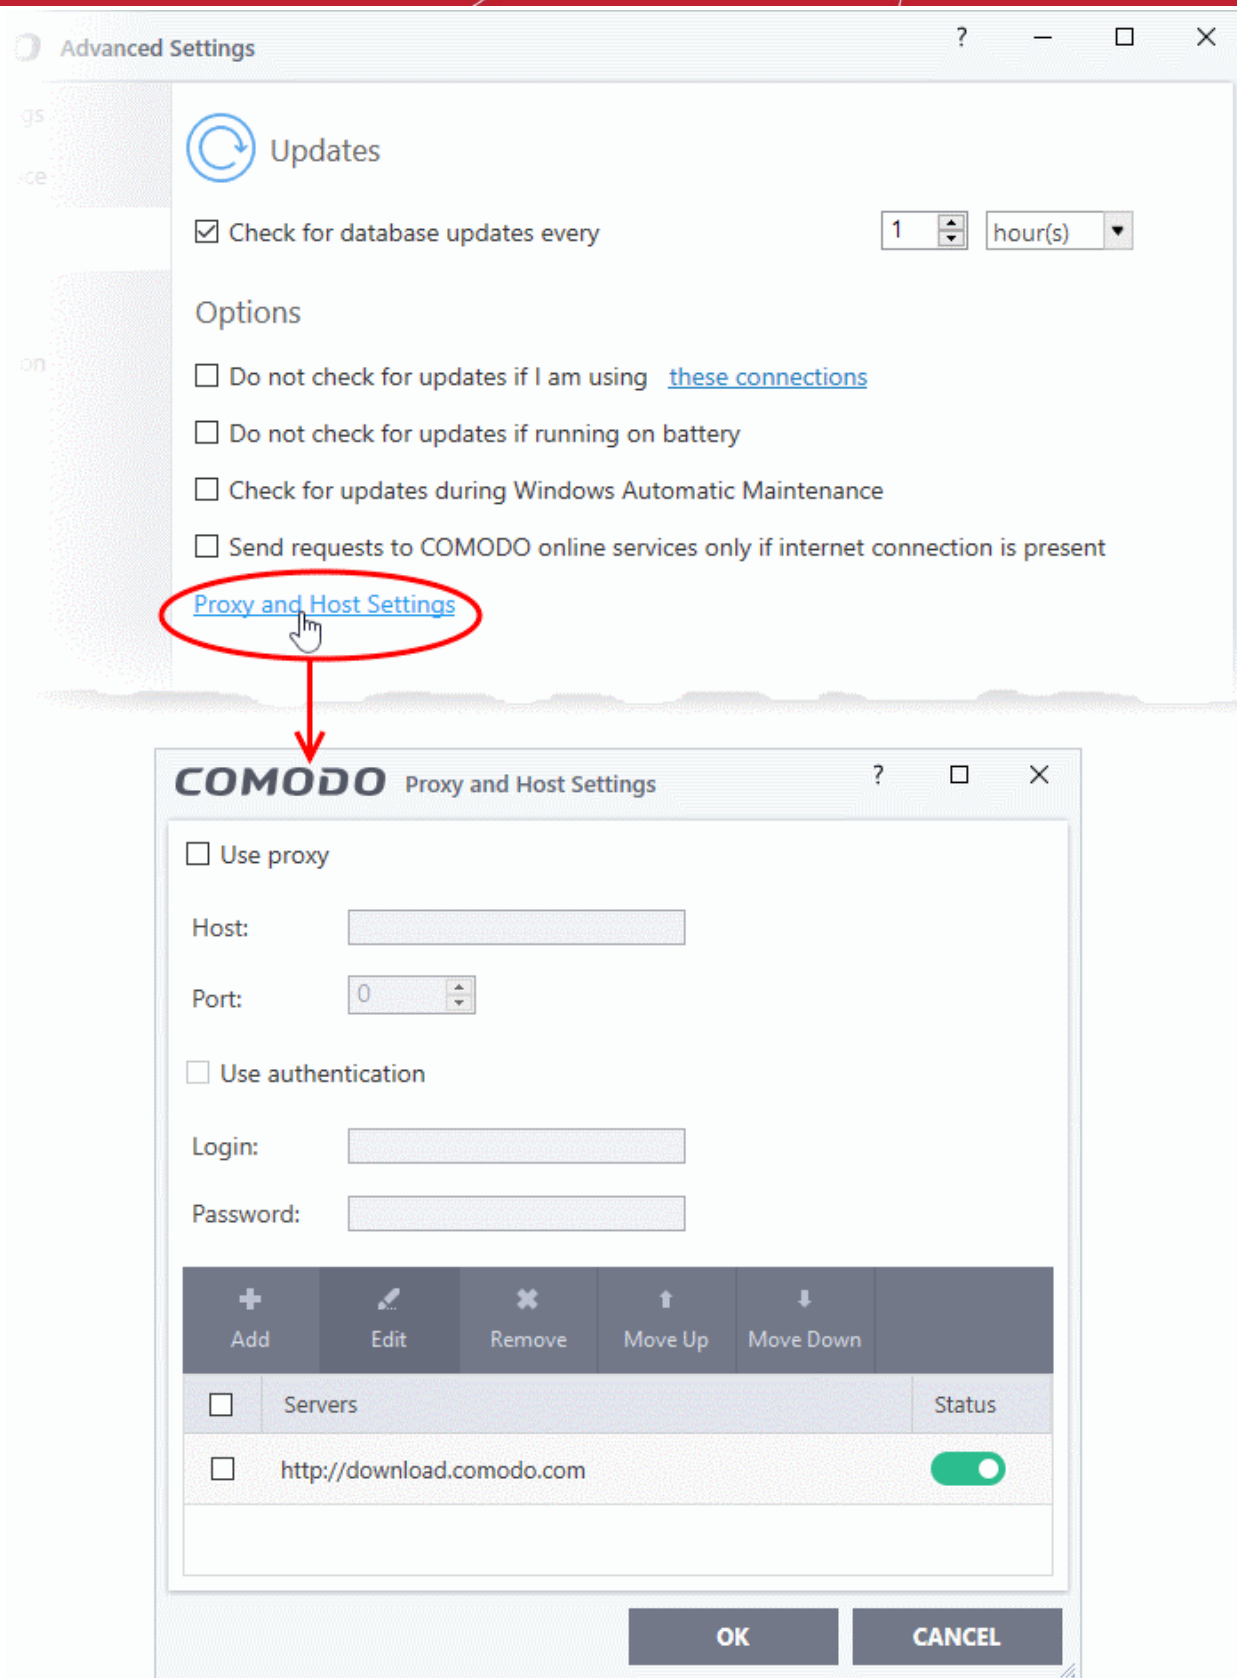 Advanced Settings
?
gs
ce
on
Updates
Check for database updates every 1 hour(s)
Options
Do not check for updates if I am using these connections
Do not check for updates if running on battery
Check for updates during Windows Automatic Maintenance
Send requests to COMODO online services only if internet connection is present
Proxy and Host Settings
COMODO Proxy and Host Settings ?
Use proxy
Host:
Port: 0
Use authentication
Login:
Password:
Add Edit Remove Move Up Move Down
Servers Status
http://download.comodo.com
OK CANCEL